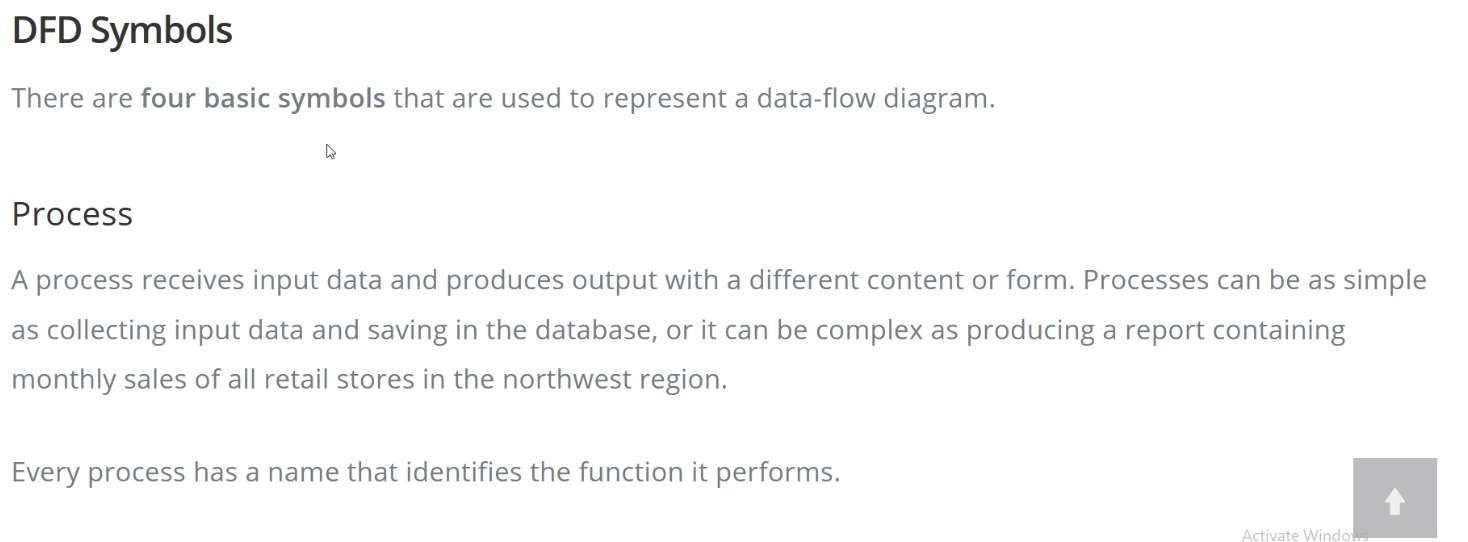 DFD Symbols
There are four basic symbols that are used to represent a data-flow diagram.
Process
A process receives input data and produces output with a different content or form. Processes can be as simple
as collecting input data and saving in the database, or it can be complex as producing a report containing
monthly sales of all retail stores in the northwest region.
Every process has a name that identifies the function it performs.
Activate Windows